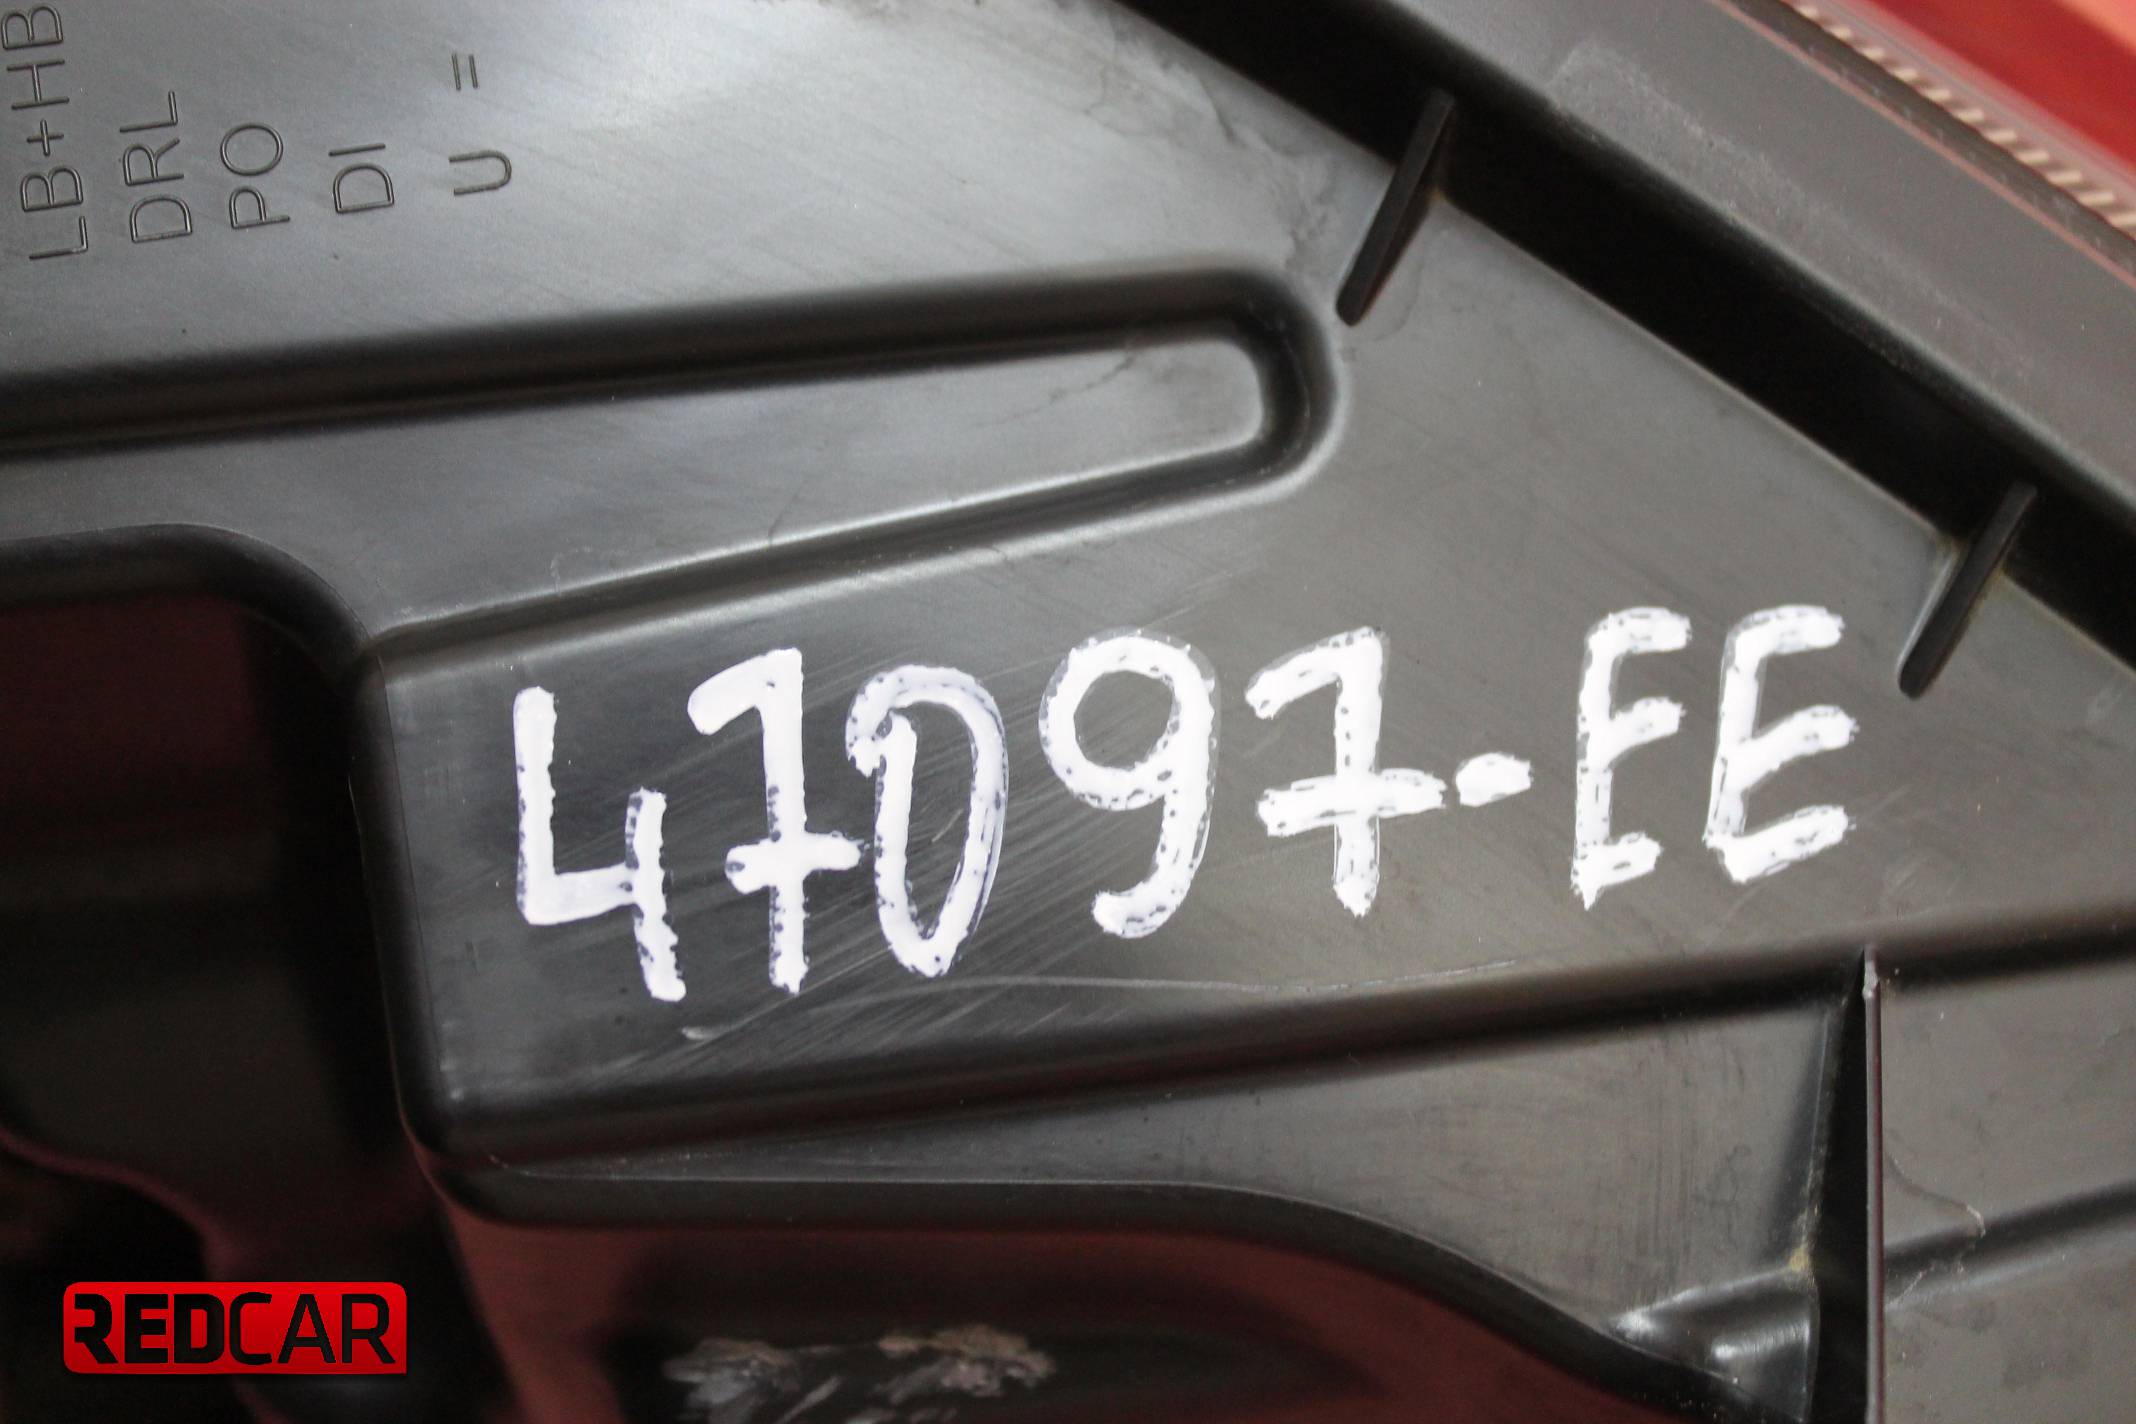 LB+HB
DRL
PO
DI
U =
47097-EE
REDCAR